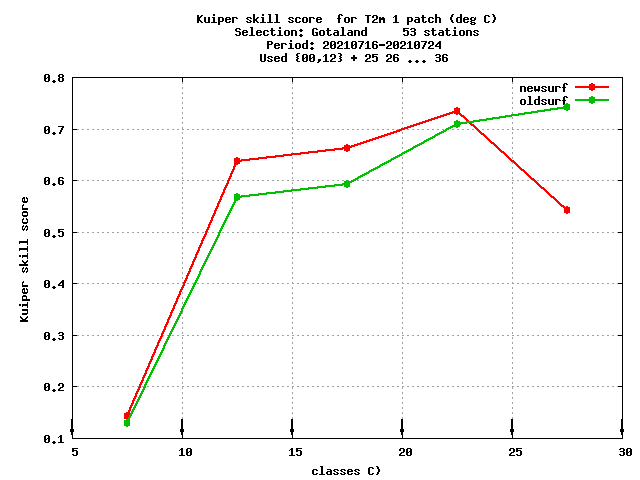 Kuiper skill score  for T2m 1 patch (deg C)
Selection: Gotaland     53 stations
Period: 20210716-20210724
Used {00,12} + 25 26 ... 36
newsurf
oldsurf
0.8
0.7
0.6
0.5
0.4
0.3
0.2
0.1
Kuiper skill score
5 10 15 20 25 30
classes C)